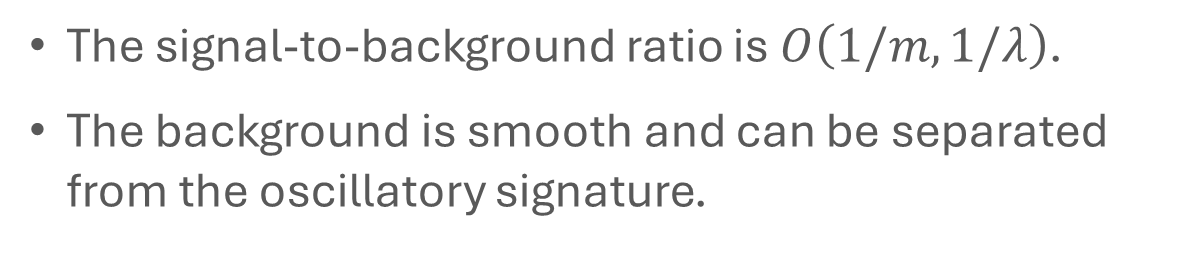 • The signal-to-background ratio is O(1/m, 1/λ).
• The background is smooth and can be separated
from the oscillatory signature.